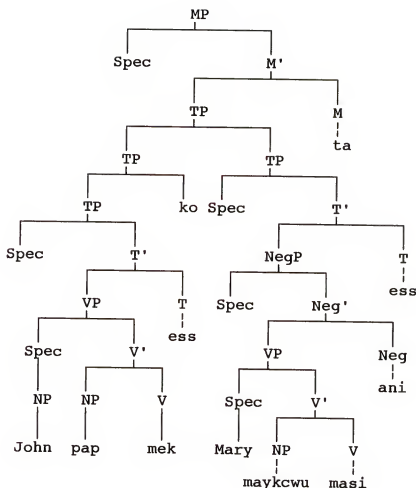 MP
Spec M'
TP M
ta
TP TP
TP ko Spec T'
Spec T' NegP T
ess
VP T Spec Neg'
ess
Spec V' VP Neg
ani
NP NP V Spec V'
John pap mek Mary NP V
maykcwu masi